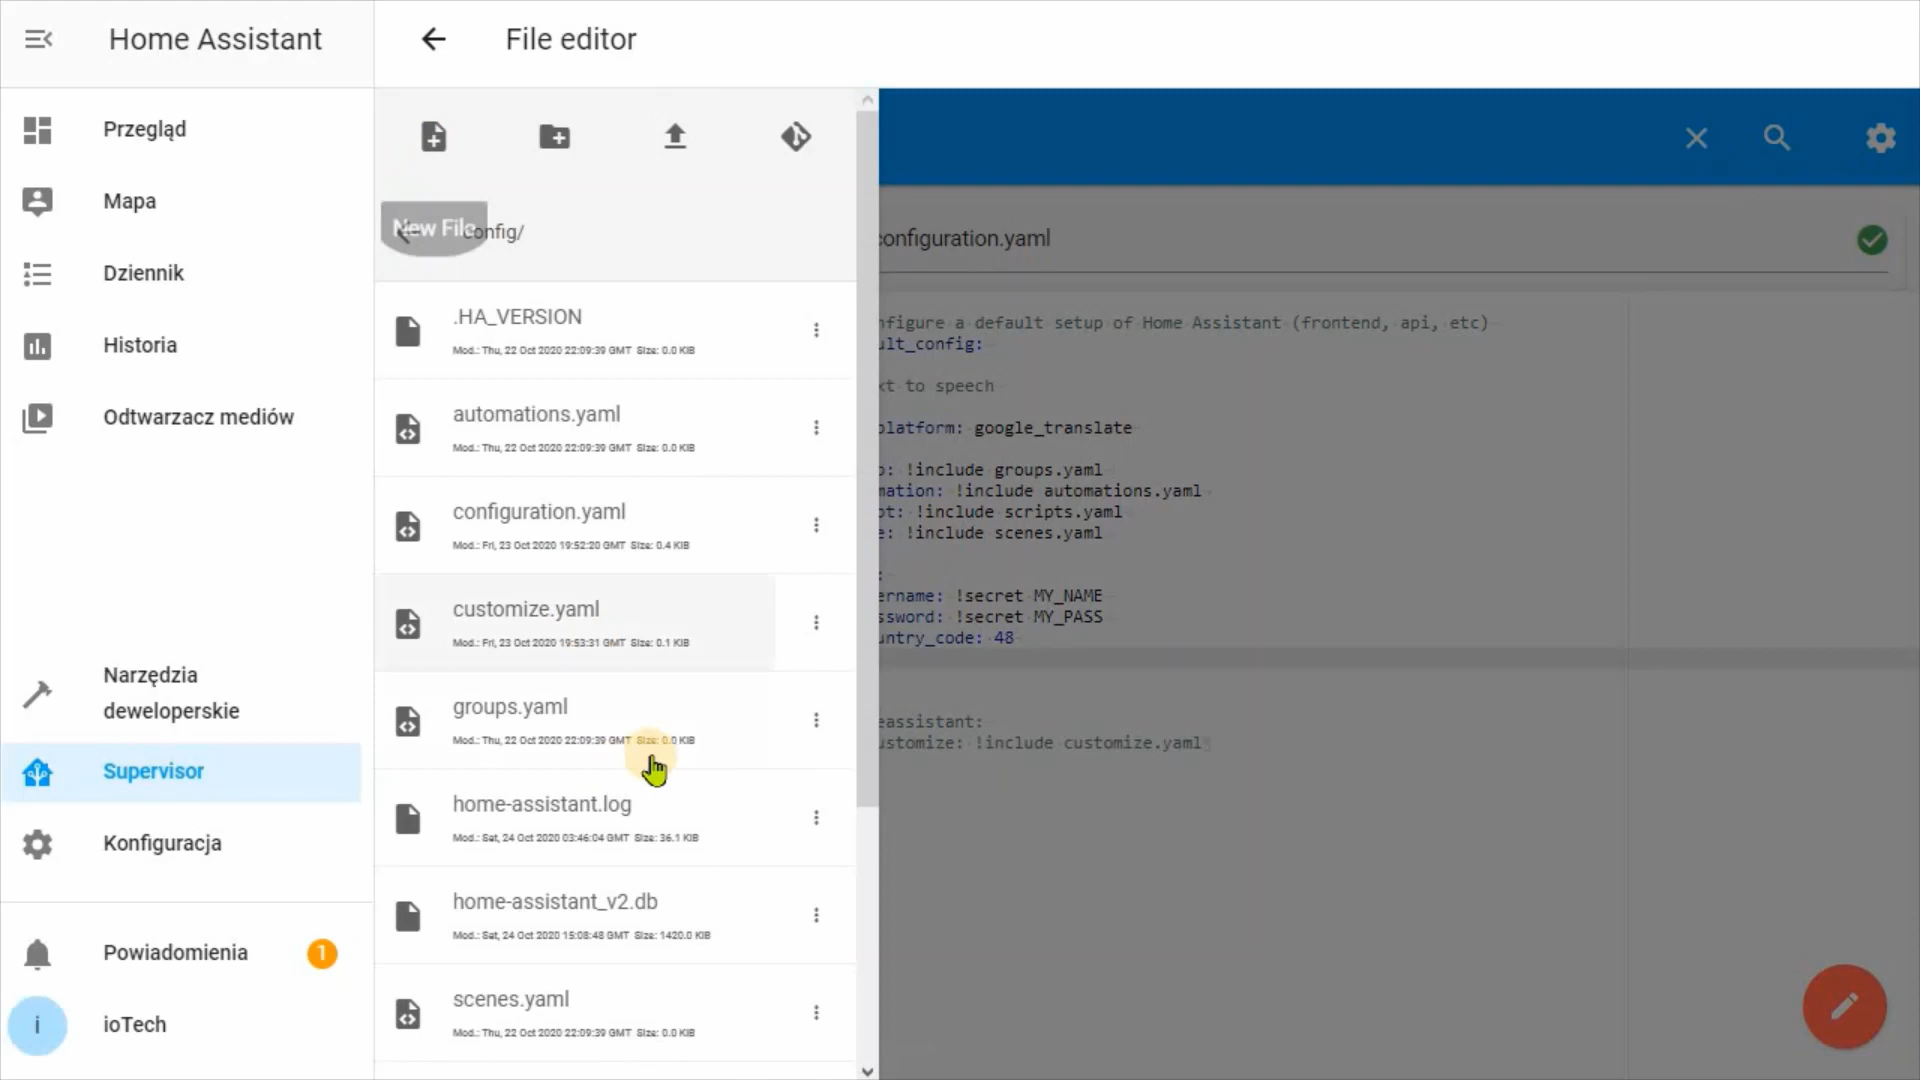 Home Assistant
File editor
Przegląd
Mapa
Dziennik
Historia
Odtwarzacz mediów
Narzędzia
deweloperskie
Supervisor
Konfiguracja
Powiadomienia
1
i
ioTech
New File
config/
.HA_VERSION
Mod.: Thu, 22 Oct 2020 22:09:39 GMT Size: 0.0 KiB
automations.yaml
Mod.: Thu, 22 Oct 2020 22:09:39 GMT Size: 0.0 KiB
configuration.yaml
Mod.: Fri, 23 Oct 2020 19:52:20 GMT Size: 0.4 KiB
customize.yaml
Mod.: Fri, 23 Oct 2020 19:53:31 GMT Size: 0.1 KiB
groups.yaml
Mod.: Thu, 22 Oct 2020 22:09:39 GMT Size: 0.0 KiB
home-assistant.log
Mod.: Sat, 24 Oct 2020 03:46:04 GMT Size: 36.1 KiB
home-assistant_v2.db
Mod.: Sat, 24 Oct 2020 15:08:48 GMT Size: 1420.0 KiB
scenes.yaml
Mod.: Thu, 22 Oct 2020 22:09:39 GMT Size: 0.0 KiB
configuration.yaml
nfigure a default setup of Home Assistant (frontend, api, etc)
ult_config:
xt to speech
platform: google_translate
p: !include groups.yaml
mation: !include automations.yaml
pt: !include scripts.yaml
e: !include scenes.yaml
:
ername: !secret MY_NAME
ssword: !secret MY_PASS
untry_code: 48
eassistant:
ustomize: !include customize.yaml